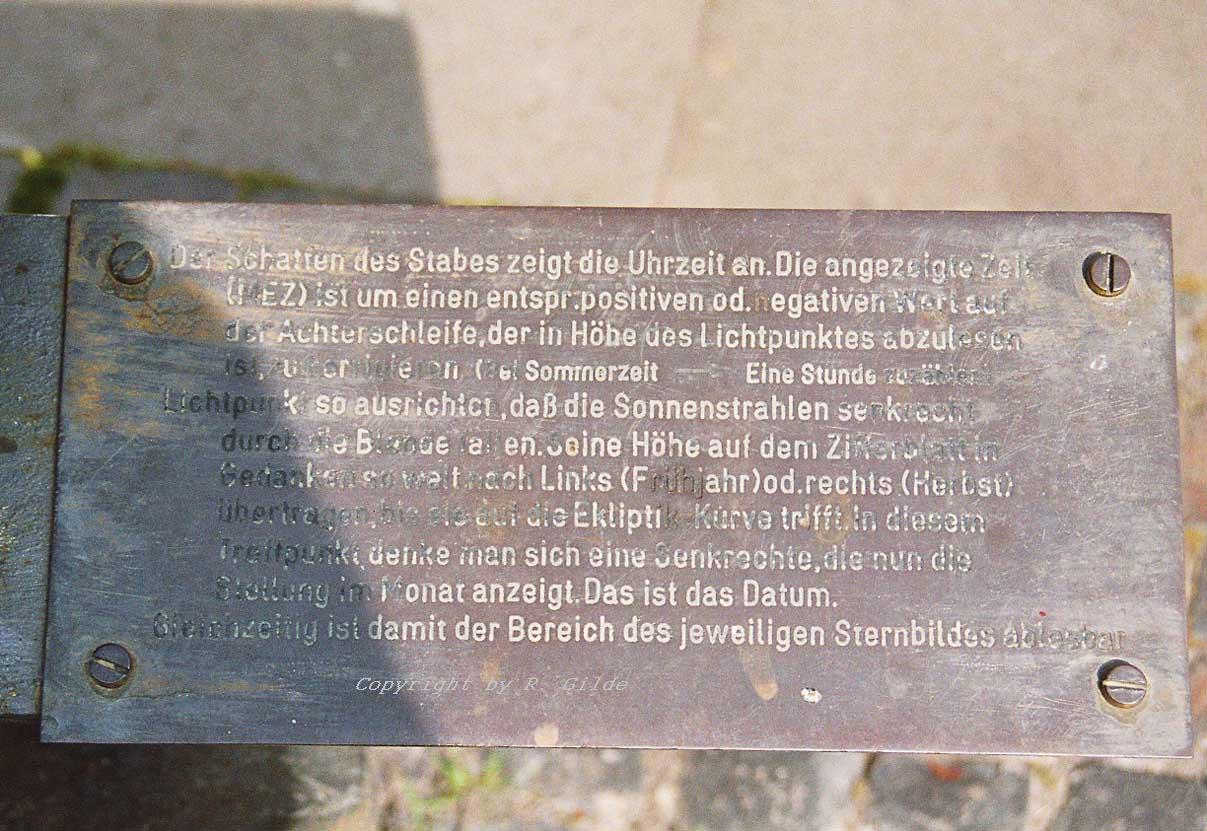 Der Schatten des Stabes zeigt die Uhrzeit an. Die angezeigte Zeit
(MEZ) ist um einen entspr. positiven od. negativen Wert auf
der Achterschleife, der in Höhe des Lichtpunktes abzulesen
ist, zu korrigieren. (Bei Sommerzeit → Eine Stunde zuzählen)
Lichtpunkt so ausrichten, daß die Sonnenstrahlen senkrecht
durch die Blende fallen. Seine Höhe auf dem Zifferblatt in
Gedanken so weit nach Links (Frühjahr) od. rechts (Herbst)
übertragen, bis sie auf die Ekliptik-Kurve trifft. In diesem
Treffpunkt denke man sich eine Senkrechte, die nun die
Stellung im Monat anzeigt. Das ist das Datum.
Gleichzeitig ist damit der Bereich des jeweiligen Sternbildes ablesbar
Copyright by R. Gilde